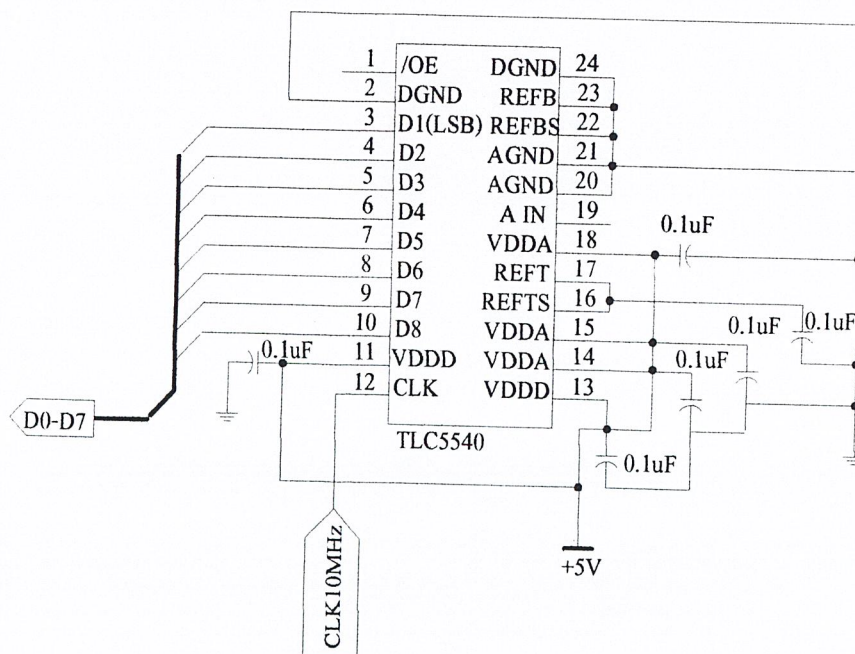 1 /OE DGND 24
2 DGND REFB 23
3 D1(LSB) REFBS 22
4 D2 AGND 21
5 D3 AGND 20
6 D4 A IN 19
7 D5 VDDA 18
0.1uF
8 D6 REFT 17
9 D7 REFTS 16
10 D8 VDDA 15
0.1uF 0.1uF
0.1uF 11 VDDD VDDA 14
0.1uF
12 CLK VDDD 13
D0-D7
TLC5540
0.1uF
+5V
CLK10MHz